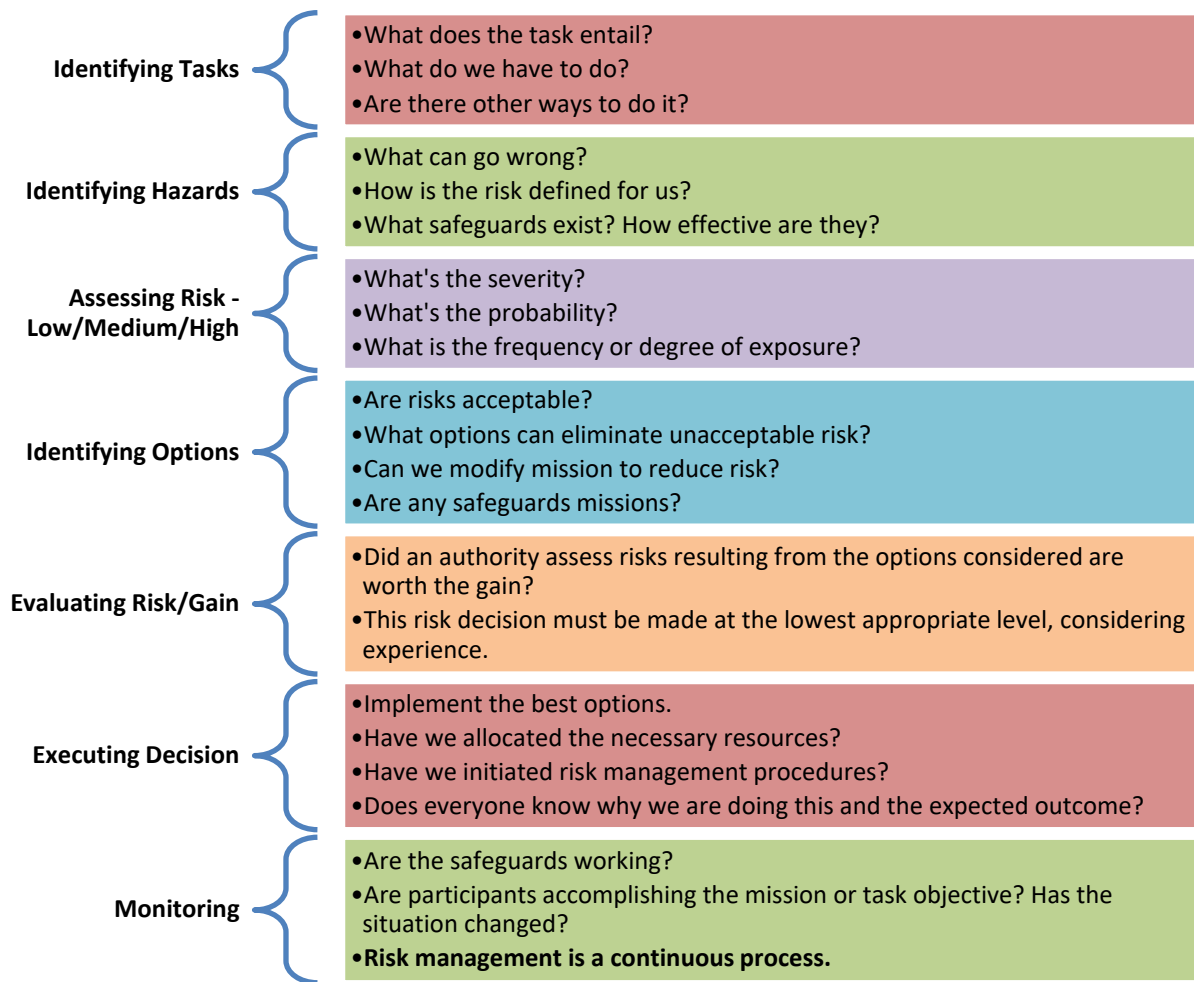 Identifying Tasks
•What does the task entail?
•What do we have to do?
•Are there other ways to do it?
Identifying Hazards
•What can go wrong?
•How is the risk defined for us?
•What safeguards exist? How effective are they?
Assessing Risk -
Low/Medium/High
•What's the severity?
•What's the probability?
•What is the frequency or degree of exposure?
Identifying Options
•Are risks acceptable?
•What options can eliminate unacceptable risk?
•Can we modify mission to reduce risk?
•Are any safeguards missions?
Evaluating Risk/Gain
•Did an authority assess risks resulting from the options considered are
worth the gain?
•This risk decision must be made at the lowest appropriate level, considering
experience.
Executing Decision
•Implement the best options.
•Have we allocated the necessary resources?
•Have we initiated risk management procedures?
•Does everyone know why we are doing this and the expected outcome?
Monitoring
•Are the safeguards working?
•Are participants accomplishing the mission or task objective? Has the
situation changed?
•Risk management is a continuous process.